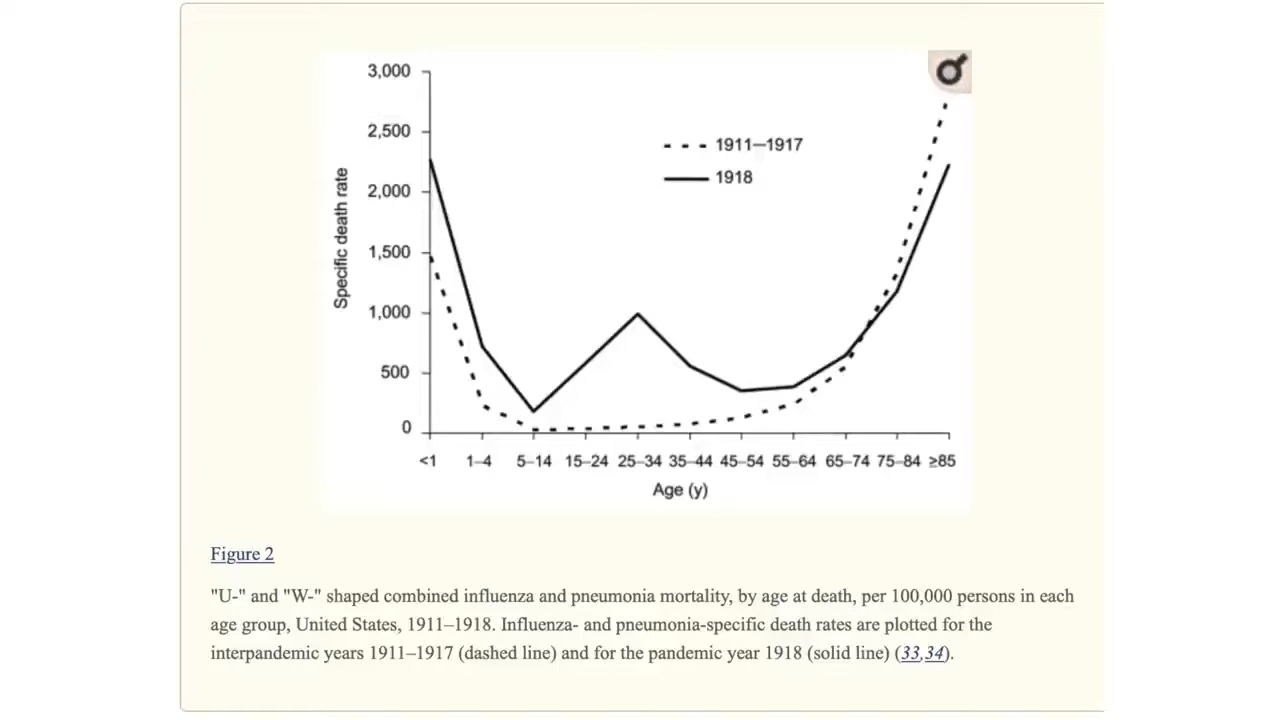 3,000
2,500
2,000
1,500
1,000
500
0
Specific death rate
1911–1917
1918
<1 1–4 5–14 15–24 25–34 35–44 45–54 55–64 65–74 75–84 ≥85
Age (y)
Figure 2
"U-" and "W-" shaped combined influenza and pneumonia mortality, by age at death, per 100,000 persons in each
age group, United States, 1911–1918. Influenza- and pneumonia-specific death rates are plotted for the
interpandemic years 1911–1917 (dashed line) and for the pandemic year 1918 (solid line) (33,34).